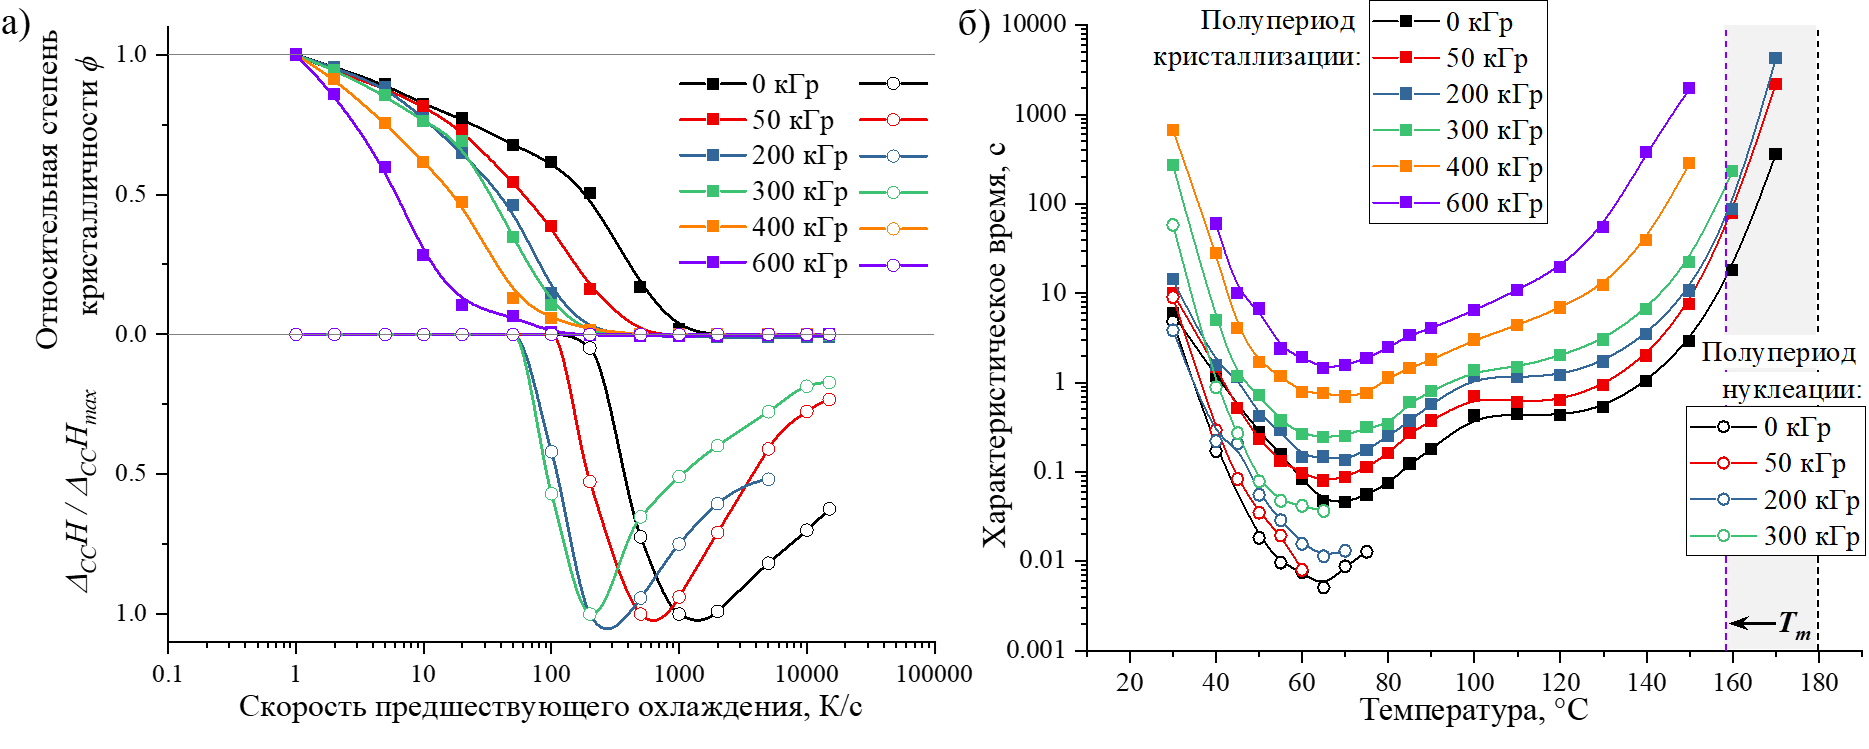 а)
Относительная степень
кристалличности ϕ
Δ_CC H / Δ_CC H_max
1.0
0.5
0.0
0.5
1.0
0 кГр
50 кГр
200 кГр
300 кГр
400 кГр
600 кГр
0.1
1
10
100
1000
10000
100000
Скорость предшествующего охлаждения, К/с
б)
Характеристическое время, с
10000
1000
100
10
1
0.1
0.01
0.001
Полупериод
кристаллизации:
0 кГр
50 кГр
200 кГр
300 кГр
400 кГр
600 кГр
Полупериод
нуклеации:
0 кГр
50 кГр
200 кГр
300 кГр
T_m
20
40
60
80
100
120
140
160
180
Температура, °C